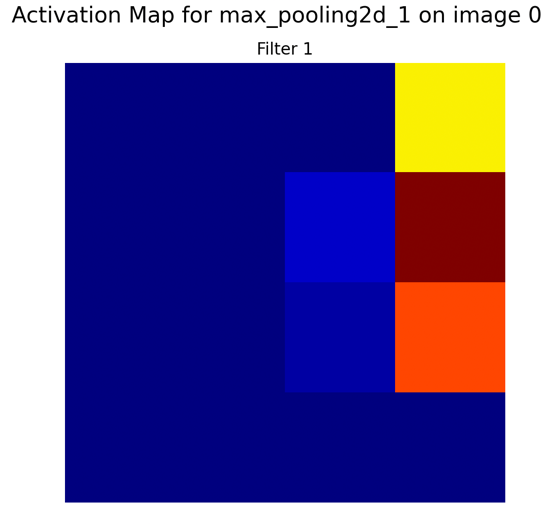 Activation Map for max_pooling2d_1 on image 0
Filter 1